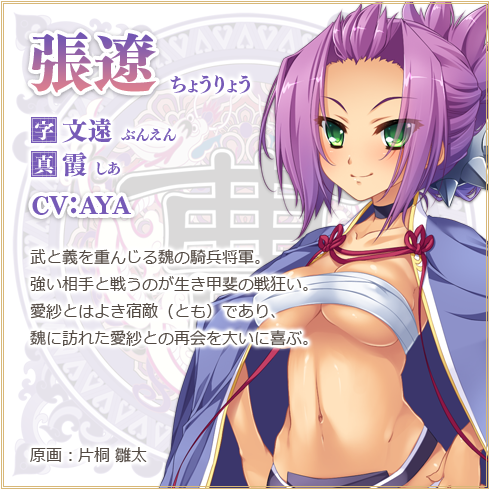 張遼 ちょうりょう
字 文遠 ぶんえん
真 霞 しあ
CV:AYA
武と義を重んじる魏の騎兵将軍。
強い相手と戦うのが生き甲斐の戦狂い。
愛紗とはよき宿敵（とも）であり、
魏に訪れた愛紗との再会を大いに喜ぶ。
原画：片桐 雛太